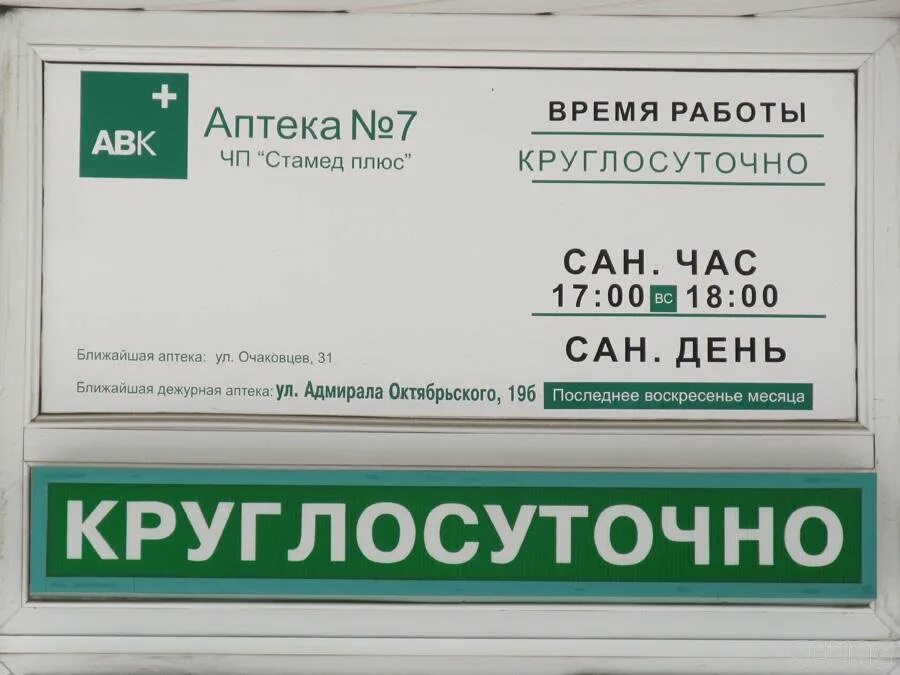 АВК
Аптека №7
ЧП "Стамед плюс"
ВРЕМЯ РАБОТЫ
КРУГЛОСУТОЧНО
САН. ЧАС
17:00 ВС 18:00
САН. ДЕНЬ
Последнее воскресенье месяца
Ближайшая аптека: ул. Очаковцев, 31
Ближайшая дежурная аптека: ул. Адмирала Октябрьского, 19б
КРУГЛОСУТОЧНО